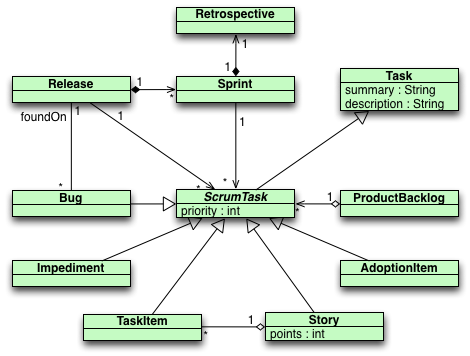 Retrospective
1
1
Release
1
*
Sprint
Task
summary : String
description : String
foundOn
1
1
1
*
*
*
Bug
ScrumTask
priority : int
*
1
ProductBacklog
Impediment
AdoptionItem
TaskItem
*
1
Story
points : int